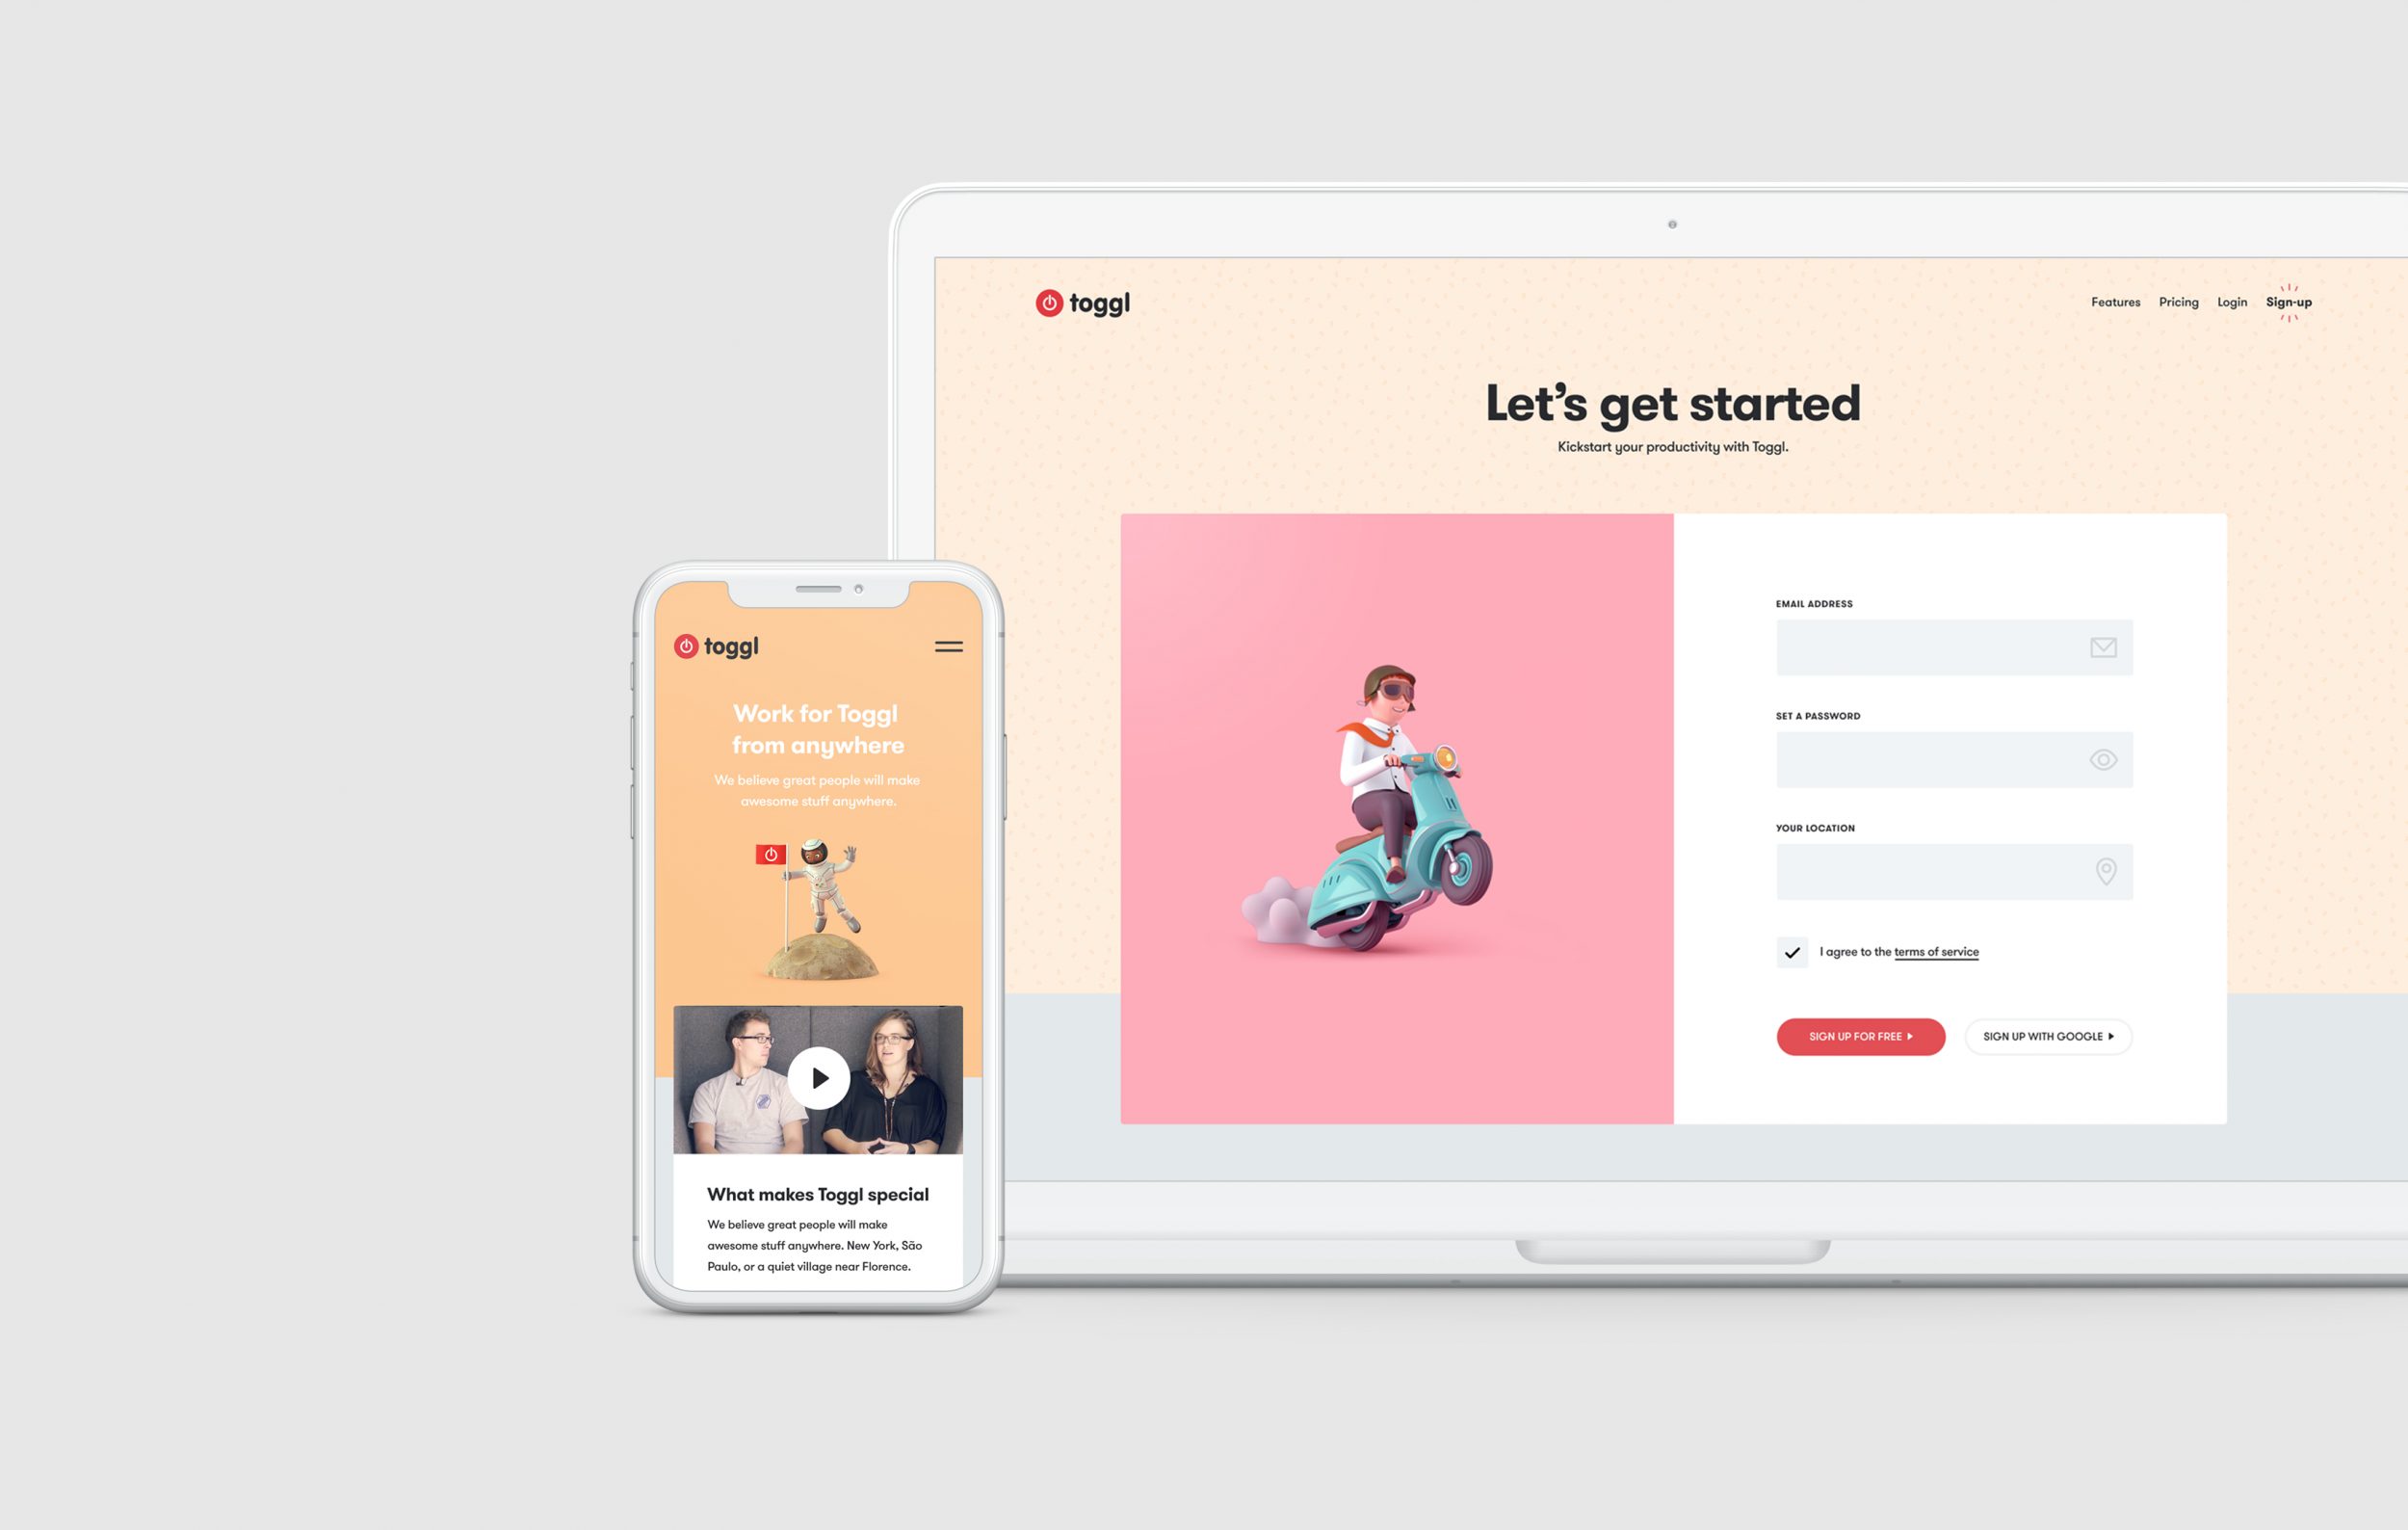 toggl
Features Pricing Login Sign-up
Let’s get started
Kickstart your productivity with Toggl.
EMAIL ADDRESS
SET A PASSWORD
YOUR LOCATION
I agree to the terms of service
SIGN UP FOR FREE
SIGN UP WITH GOOGLE
toggl
Work for Toggl
from anywhere
We believe great people will make
awesome stuff anywhere.
What makes Toggl special
We believe great people will make
awesome stuff anywhere. New York, São
Paulo, or a quiet village near Florence.